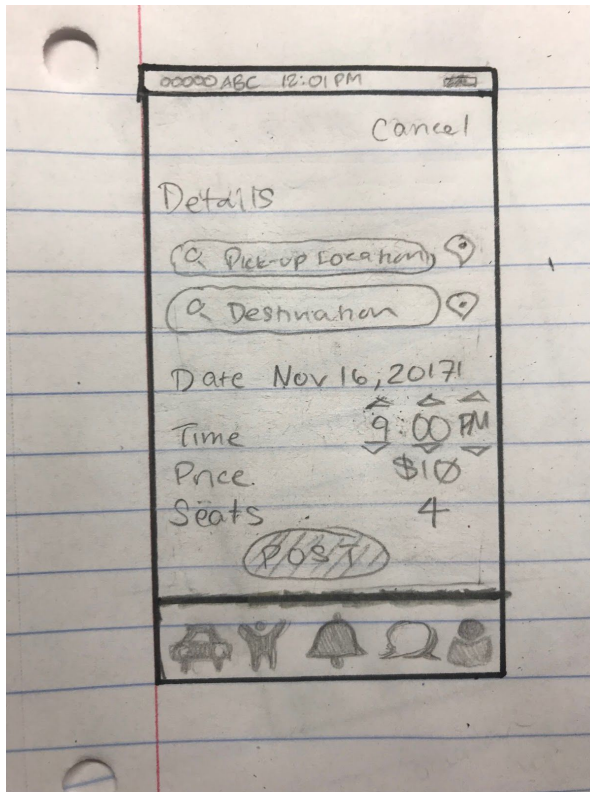 OOOOO ABC 12:01 PM
Cancel
Details
Pick-up Location
Destination
Date Nov 16, 2017
Time 9:00 PM
Price $10
Seats 4
POST